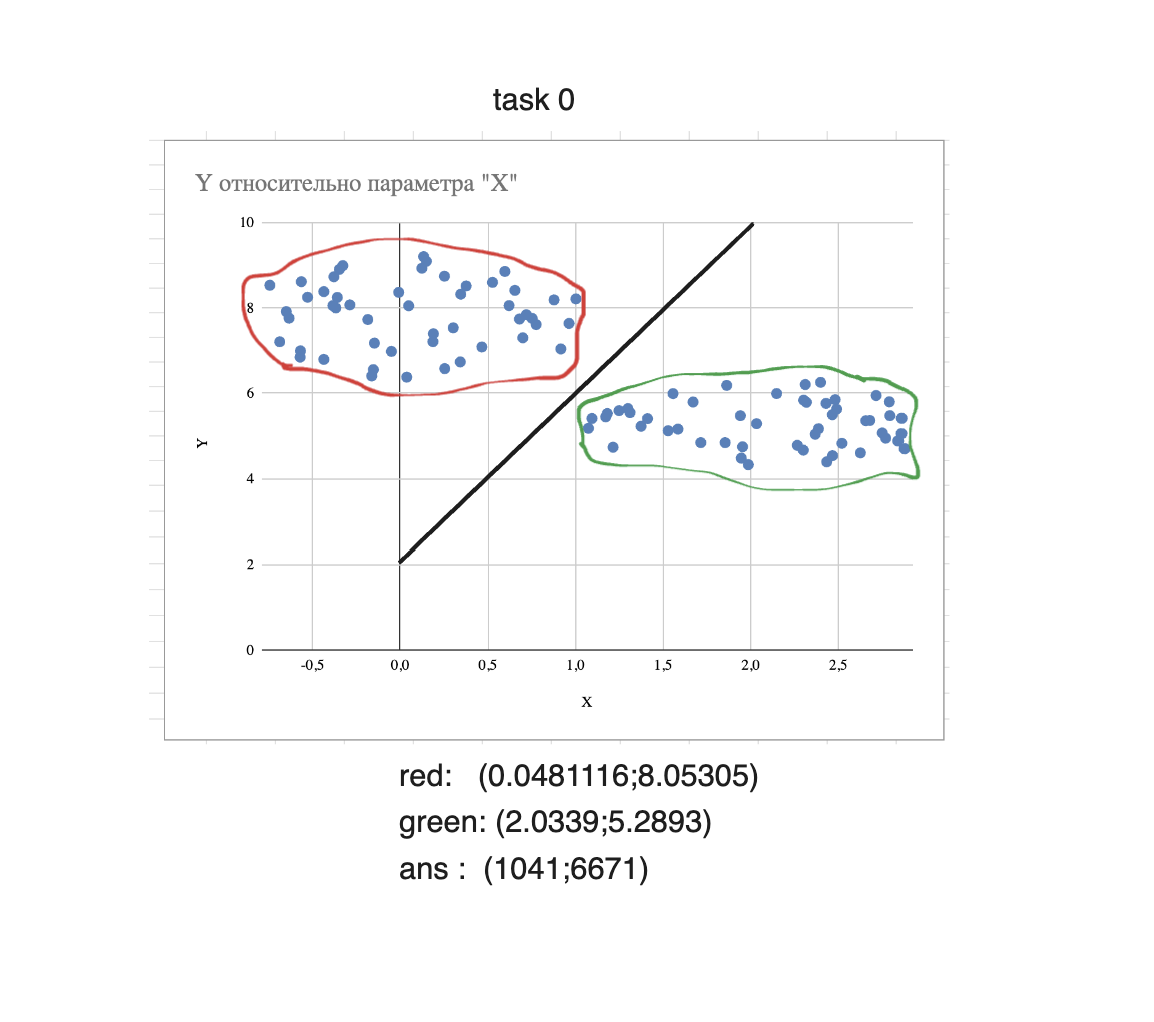 task 0
Y относительно параметра "X"
10
8
6
4
2
0
Y
-0,5 0,0 0,5 1,0 1,5 2,0 2,5
X
red: (0.0481116;8.05305)
green: (2.0339;5.2893)
ans : (1041;6671)